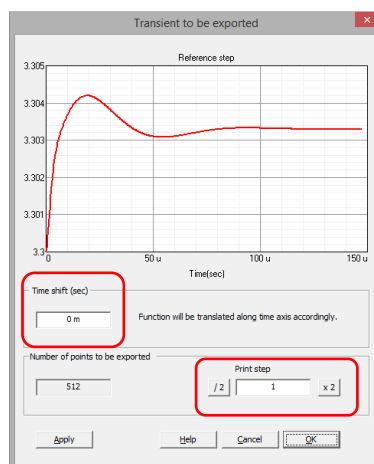 Transient to be exported
×
Reference step
3.305
3.304
3.303
3.302
3.301
3.3
0
50 u
100 u
150 u
Time(sec)
Time shift (sec)
0 m
Function will be translated along time axis accordingly.
Number of points to be exported
Print step
512
/ 2
1
x 2
Apply
Help
Cancel
OK